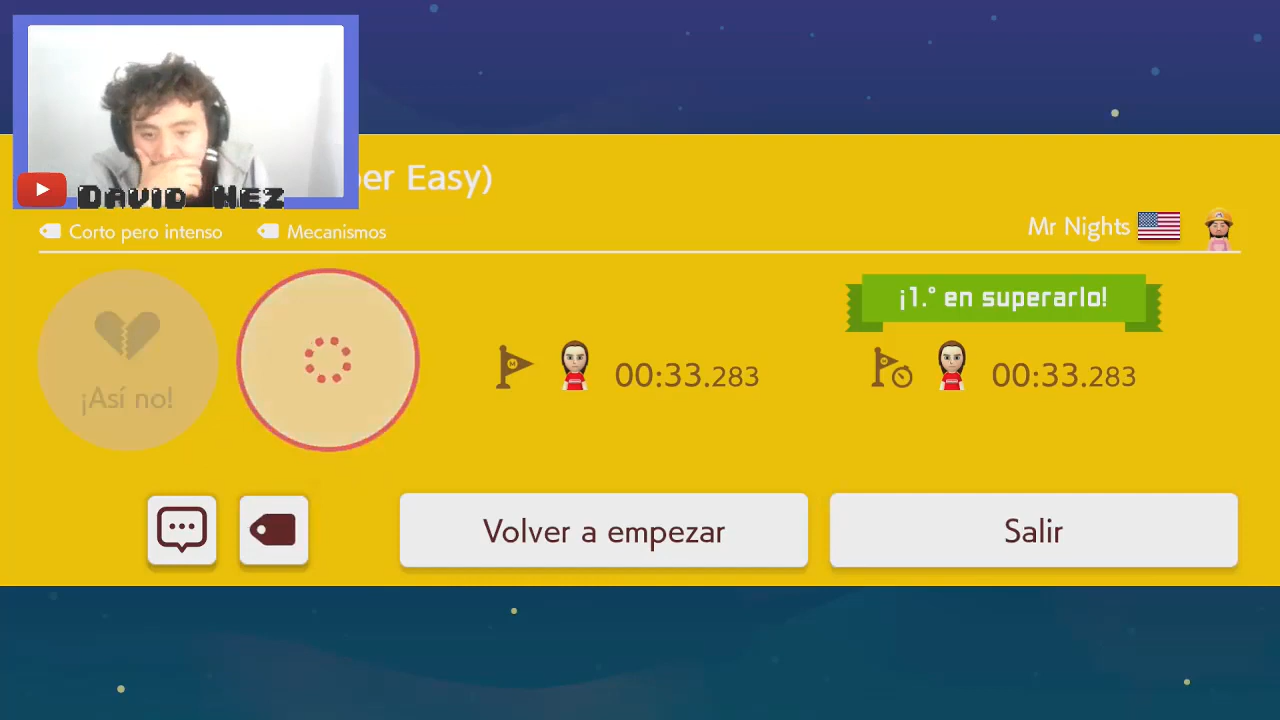 per Easy)
DAVID NEZ
Corto pero intenso
Mecanismos
Mr Nights
¡1.° en superarlo!
¡Así no!
M
00:33.283
00:33.283
Volver a empezar
Salir